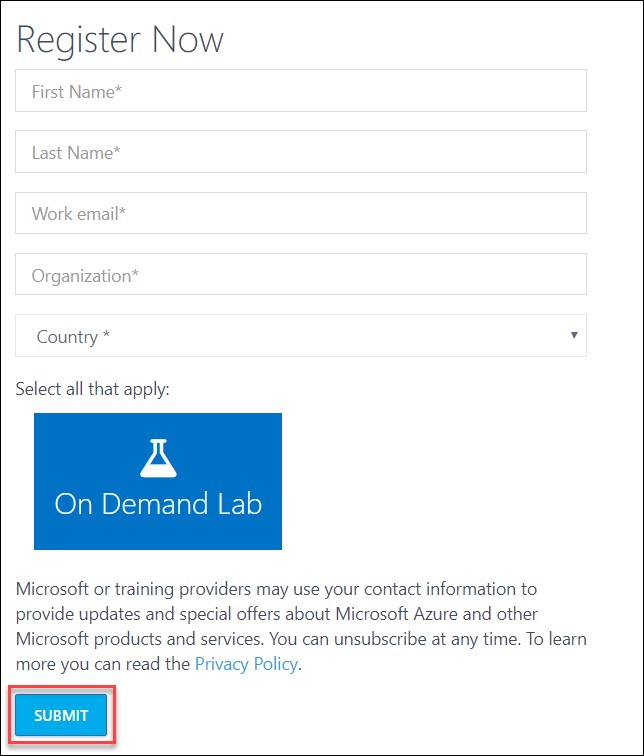 Register Now
First Name*
Last Name*
Work email*
Organization*
Country *
Select all that apply:
On Demand Lab
Microsoft or training providers may use your contact information to
provide updates and special offers about Microsoft Azure and other
Microsoft products and services. You can unsubscribe at any time. To learn
more you can read the Privacy Policy.
SUBMIT